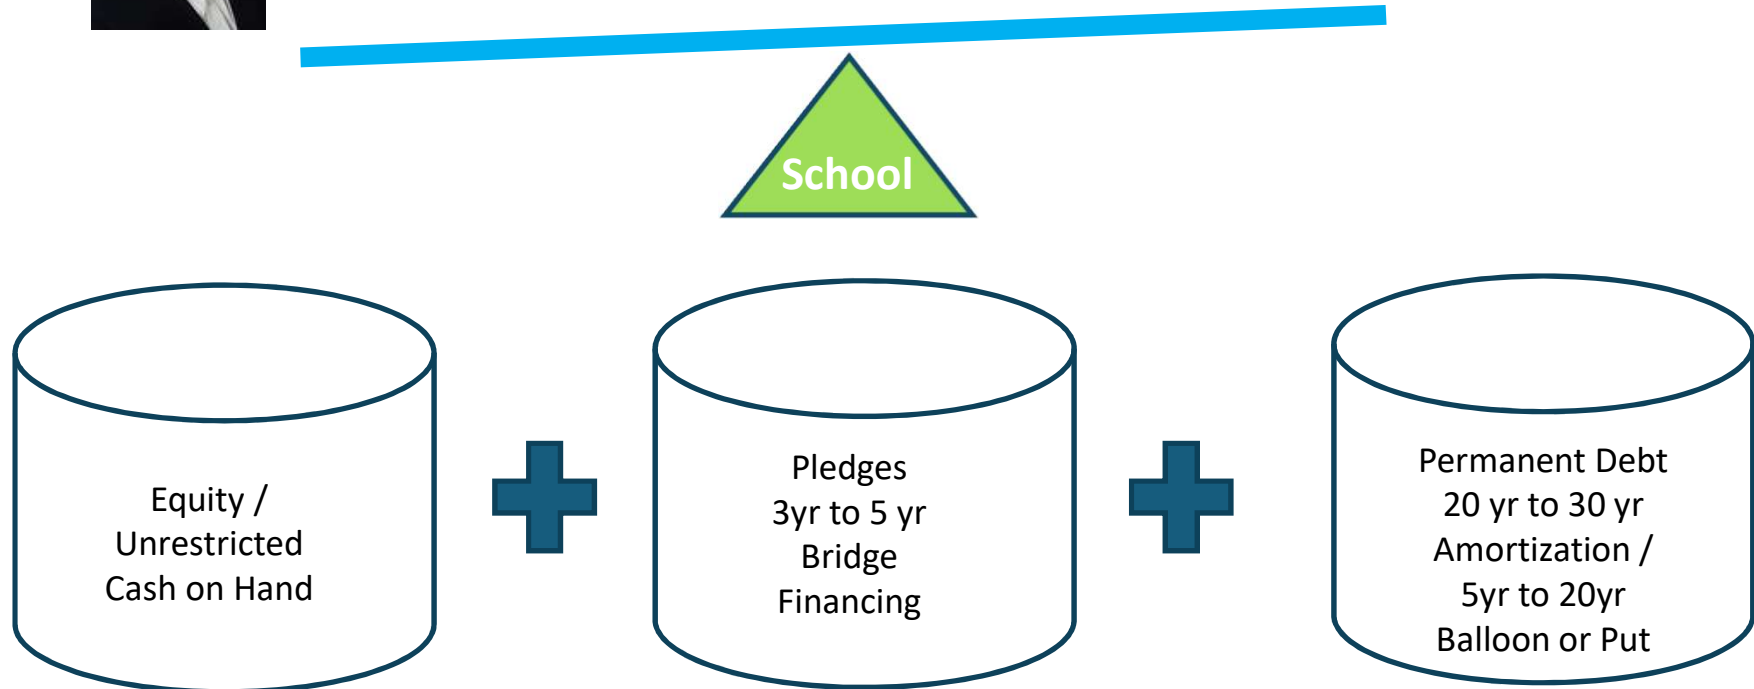 School
Equity /
Unrestricted
Cash on Hand
Pledges
3yr to 5 yr
Bridge
Financing
Permanent Debt
20 yr to 30 yr
Amortization /
5yr to 20yr
Balloon or Put